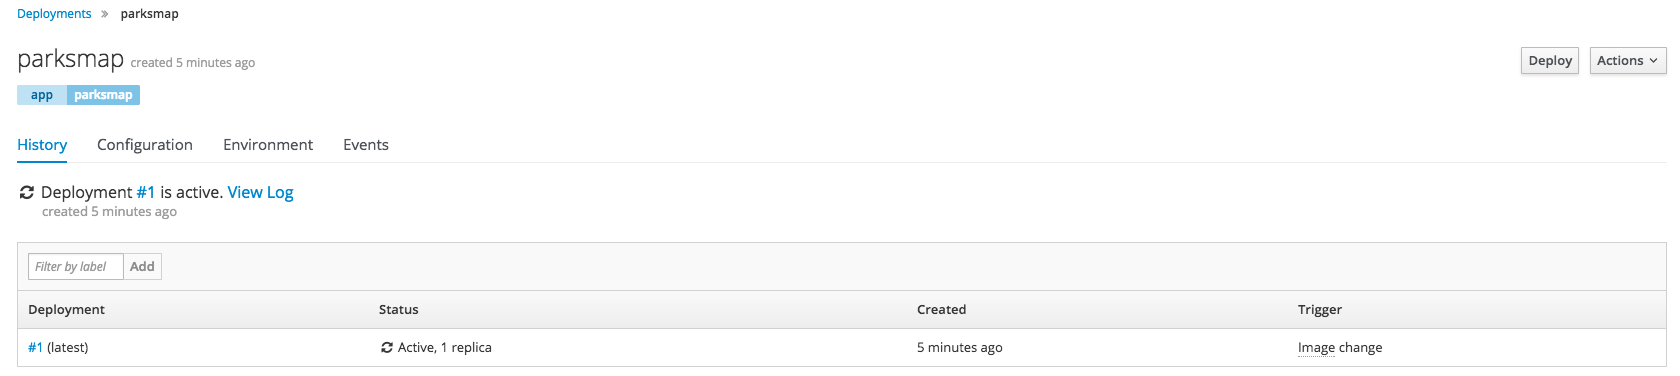 Deployments » parksmap
parksmap created 5 minutes ago
Deploy Actions
app parksmap
History Configuration Environment Events
Deployment #1 is active. View Log
created 5 minutes ago
Filter by label Add
Deployment Status Created Trigger
#1 (latest) Active, 1 replica 5 minutes ago Image change